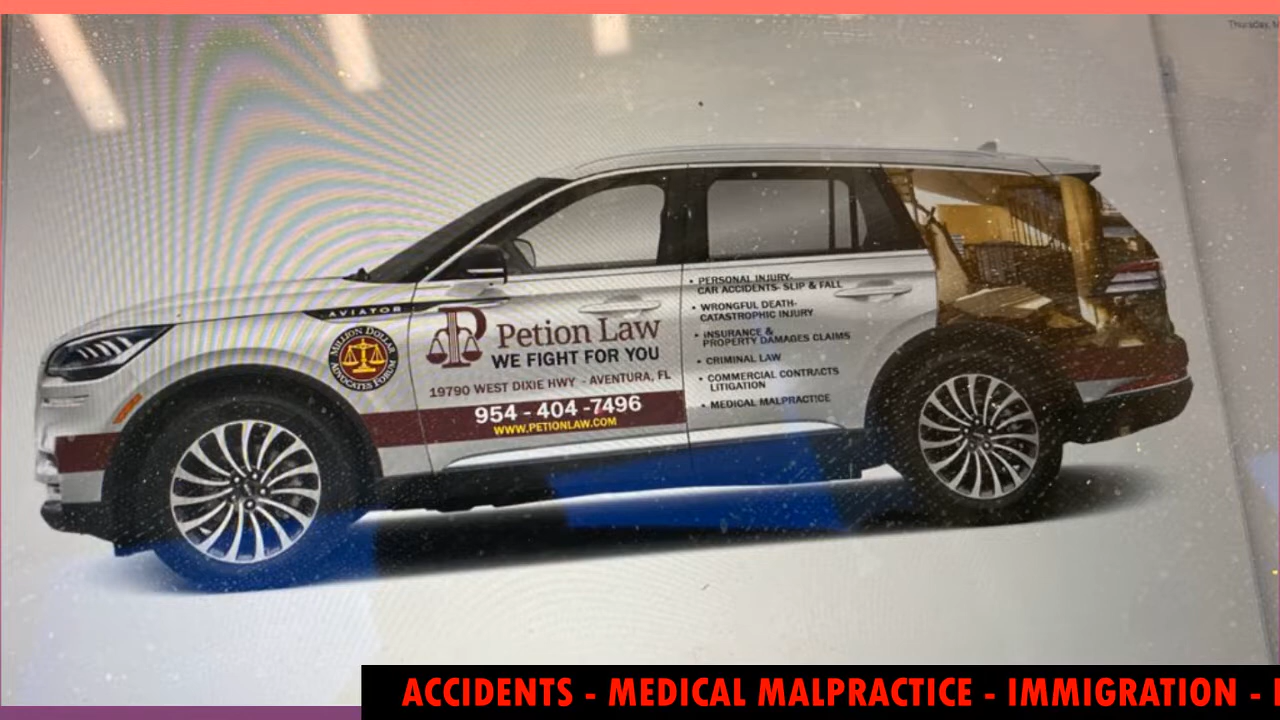 Thursday,
AVIATOR
MILLION DOLLAR
ADVOCATES FORUM
Petion Law
WE FIGHT FOR YOU
19790 WEST DIXIE HWY - AVENTURA, FL
954 - 404 -7496
WWW.PETIONLAW.COM
• PERSONAL INJURY-
CAR ACCIDENTS- SLIP & FALL
• WRONGFUL DEATH-
CATASTROPHIC INJURY
• INSURANCE &
PROPERTY DAMAGES CLAIMS
• CRIMINAL LAW
• COMMERCIAL CONTRACTS
LITIGATION
• MEDICAL MALPRACTICE
ACCIDENTS - MEDICAL MALPRACTICE - IMMIGRATION -